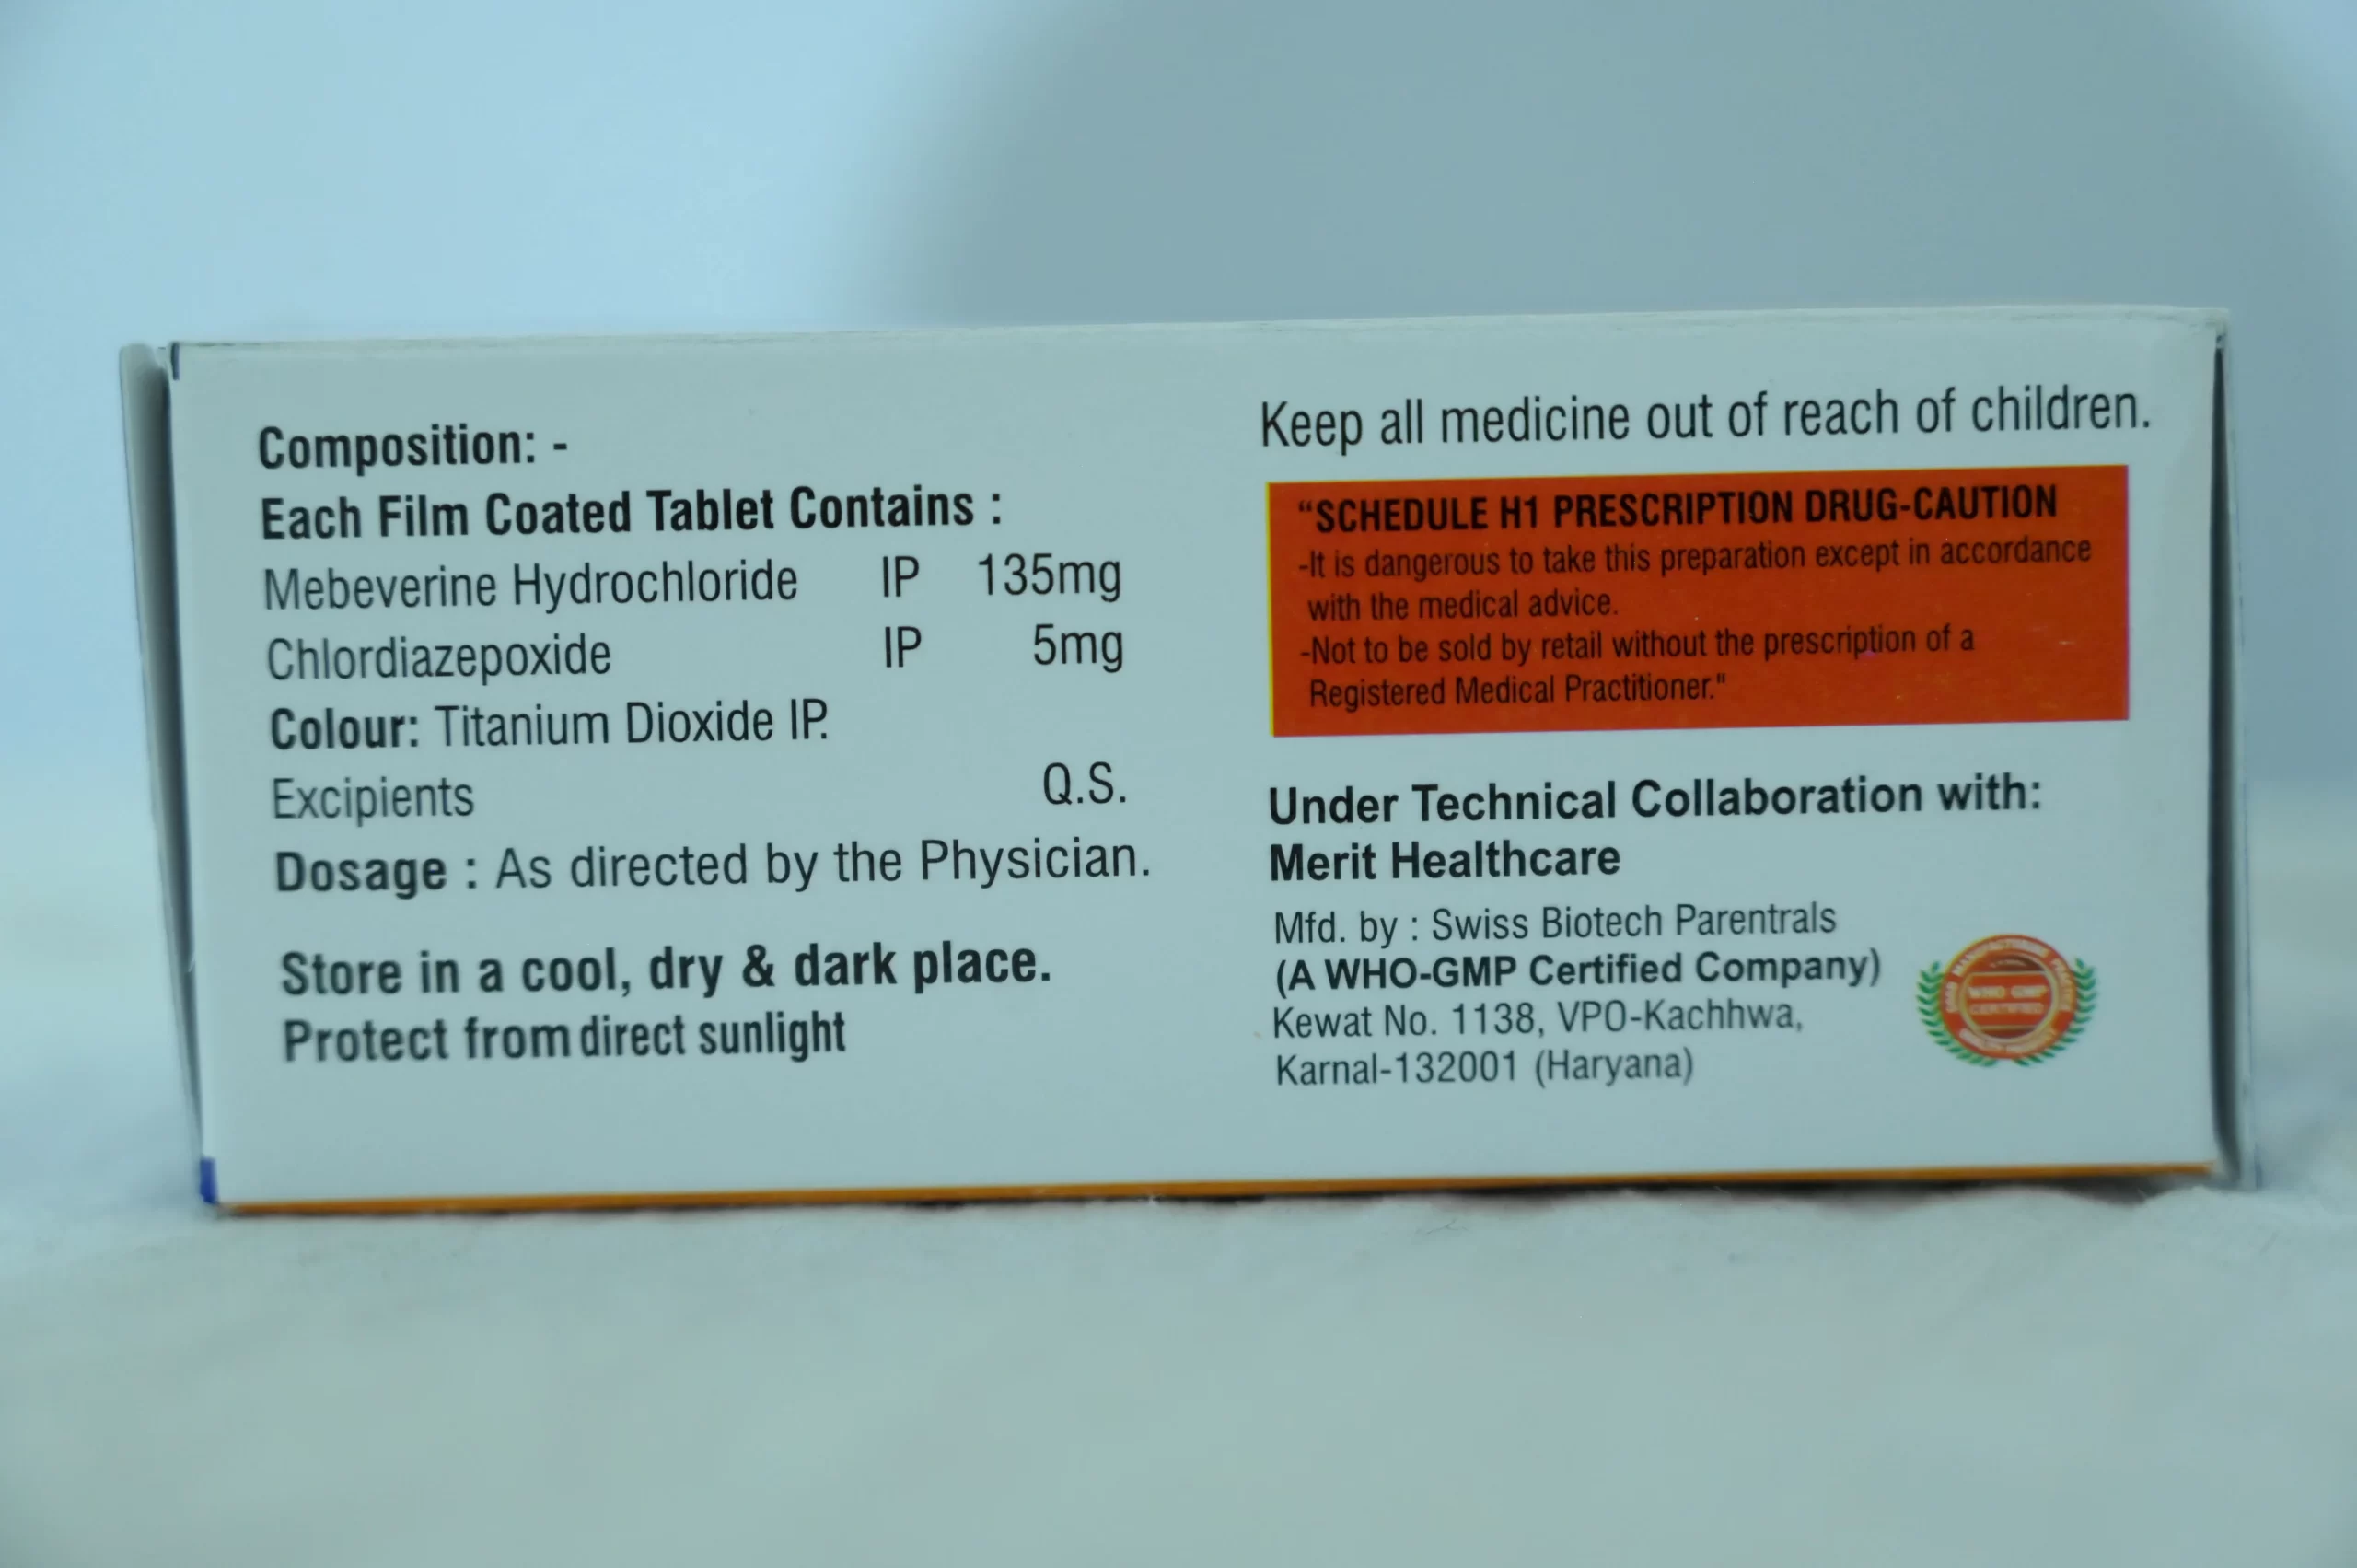 Composition: -
Each Film Coated Tablet Contains :
Mebeverine Hydrochloride IP 135mg
Chlordiazepoxide IP 5mg
Colour: Titanium Dioxide IP.
Excipients Q.S.
Dosage : As directed by the Physician.
Store in a cool, dry & dark place.
Protect from direct sunlight
Keep all medicine out of reach of children.
“SCHEDULE H1 PRESCRIPTION DRUG-CAUTION
-It is dangerous to take this preparation except in accordance
with the medical advice.
-Not to be sold by retail without the prescription of a
Registered Medical Practitioner."
Under Technical Collaboration with:
Merit Healthcare
Mfd. by : Swiss Biotech Parentrals
(A WHO-GMP Certified Company)
Kewat No. 1138, VPO-Kachhwa,
Karnal-132001 (Haryana)
WHO GMP
CERTIFIED